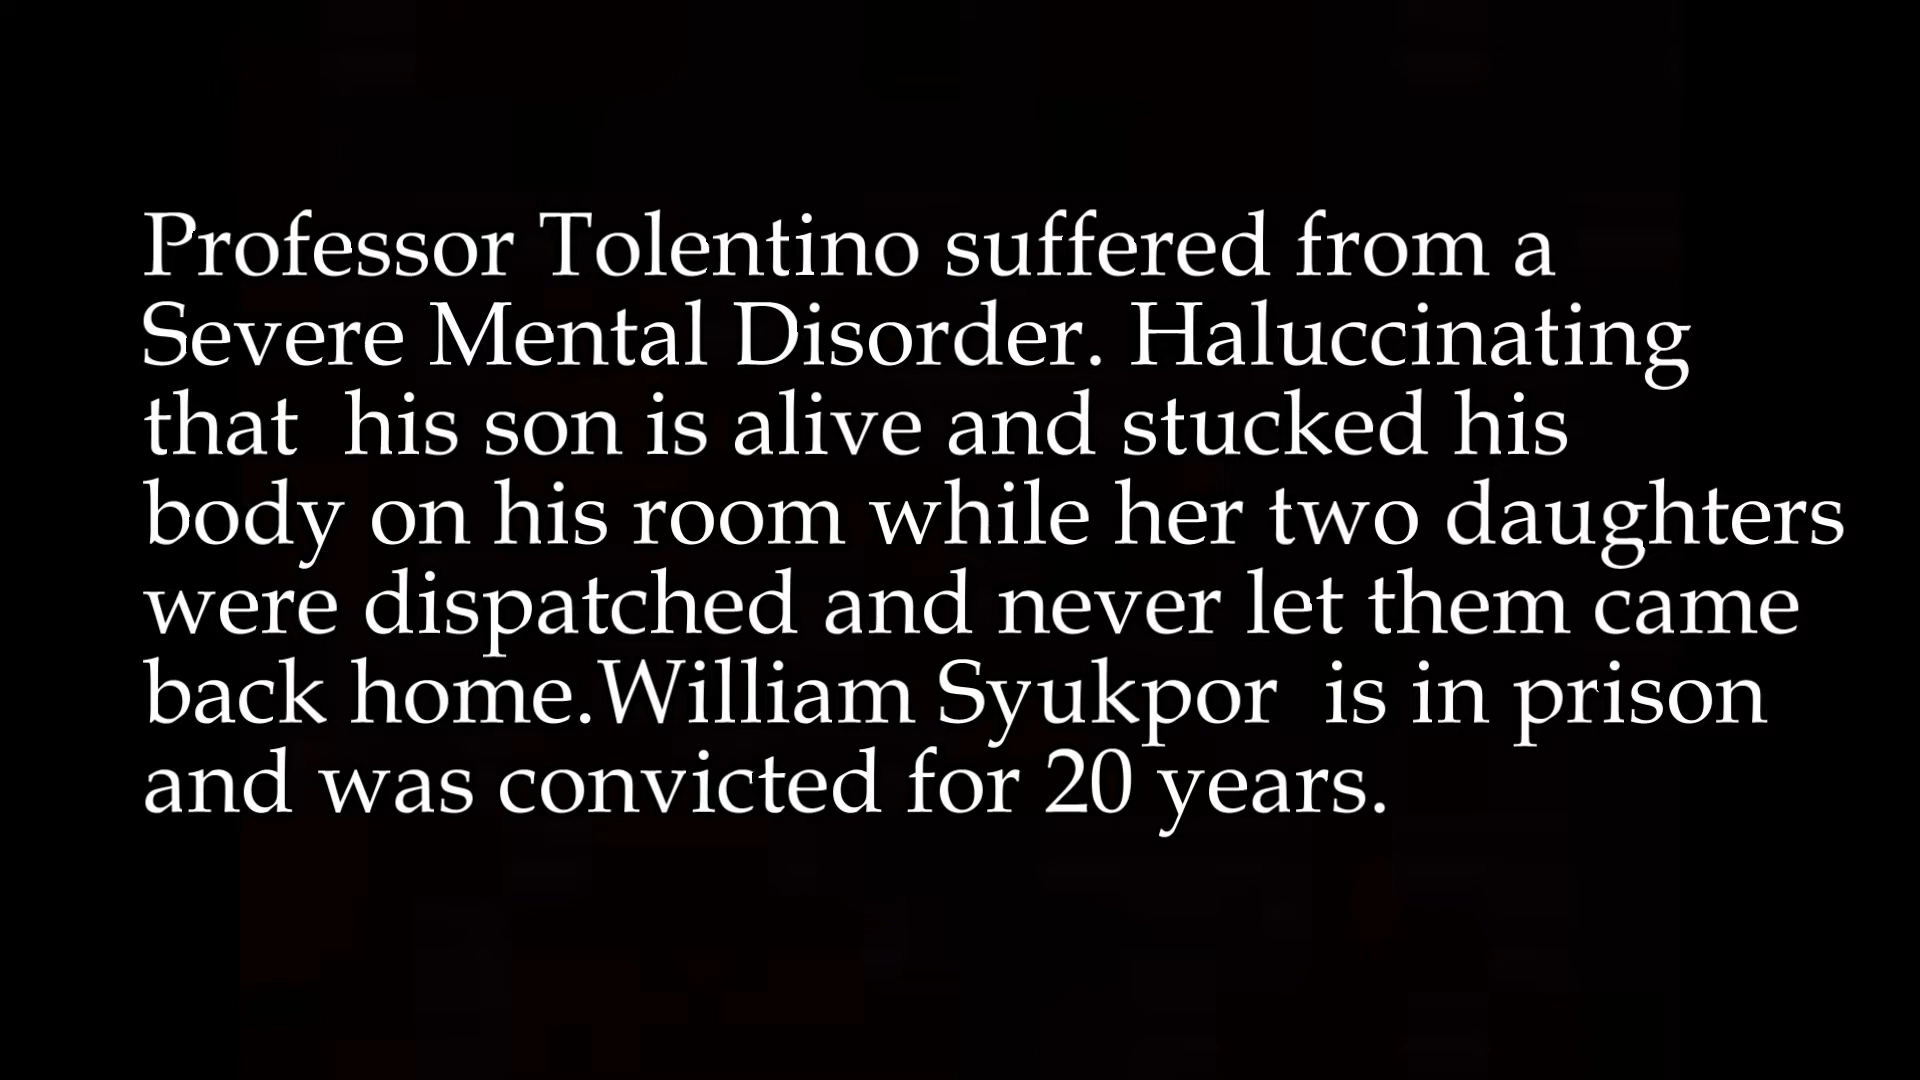 Professor Tolentino suffered from a
Severe Mental Disorder. Haluccinating
that  his son is alive and stucked his
body on his room while her two daughters
were dispatched and never let them came
back home.William Syukpor  is in prison
and was convicted for 20 years.